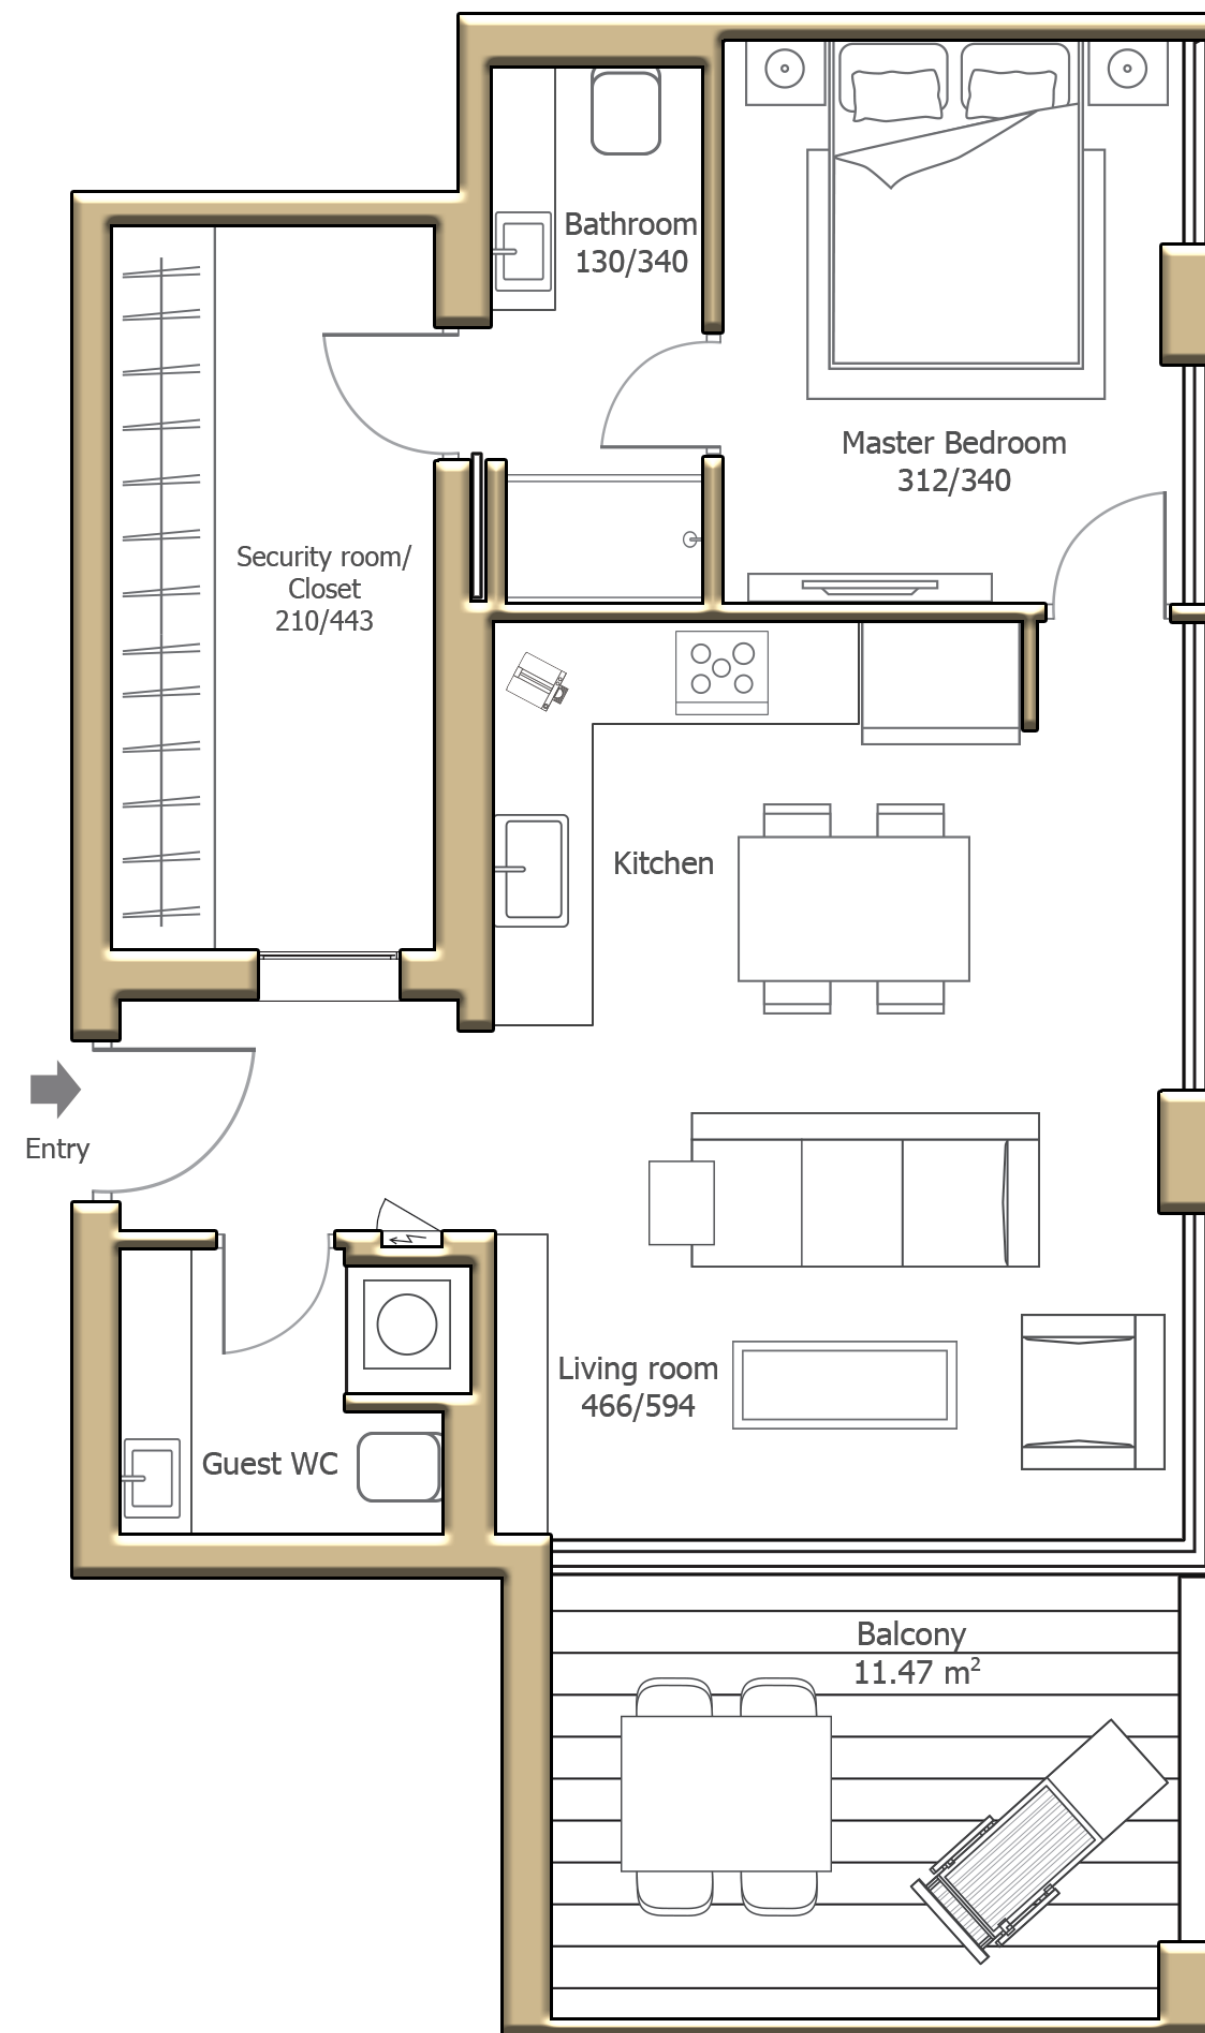 Bathroom
130/340
Master Bedroom
312/340
Security room/
Closet
210/443
Kitchen
Entry
Living room
466/594
Guest WC
Balcony
11.47 m²